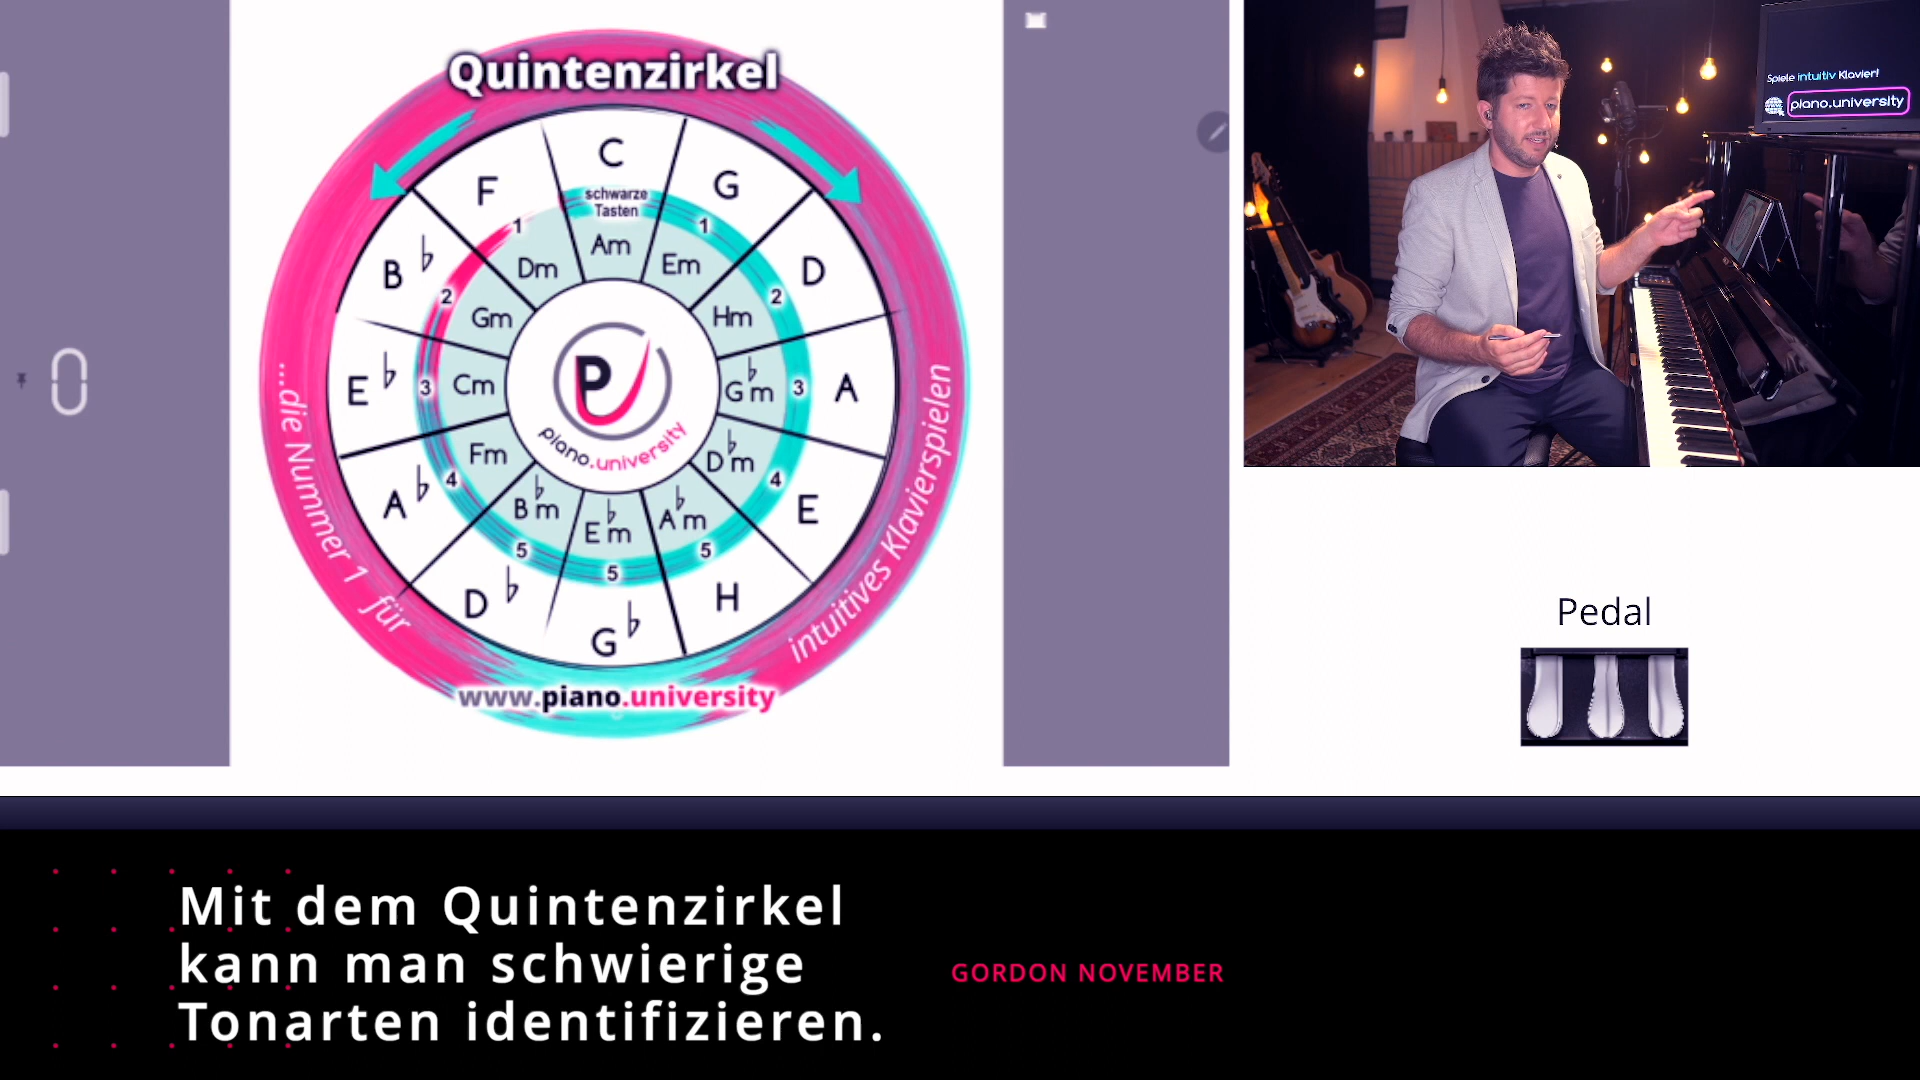 Quintenzirkel
C
G
D
A
E
H
G♭
D♭
A♭
E♭
B♭
F
schwarze
Tasten
1
2
3
4
5
5
5
4
3
2
1
Am
Em
Hm
G♭m
D♭m
A♭m
E♭m
B♭m
Fm
Cm
Gm
Dm
P
piano.university
...die Nummer 1 für
intuitives Klavierspielen
www.piano.university
Spiele intuitiv Klavier!
piano.university
Pedal
Mit dem Quintenzirkel
kann man schwierige
Tonarten identifizieren.
GORDON NOVEMBER